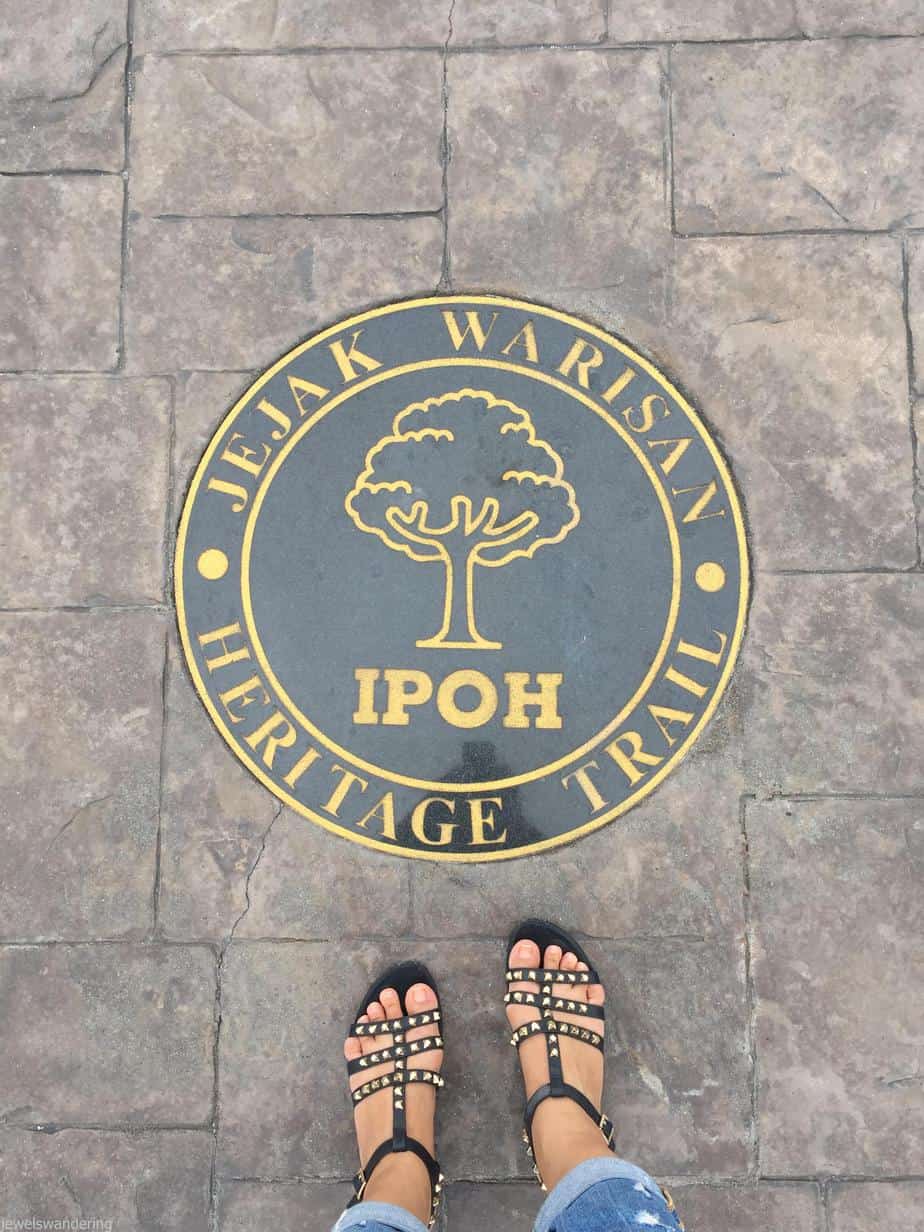 JEJAK WARISAN
IPOH
HERITAGE TRAIL
jewelswandering